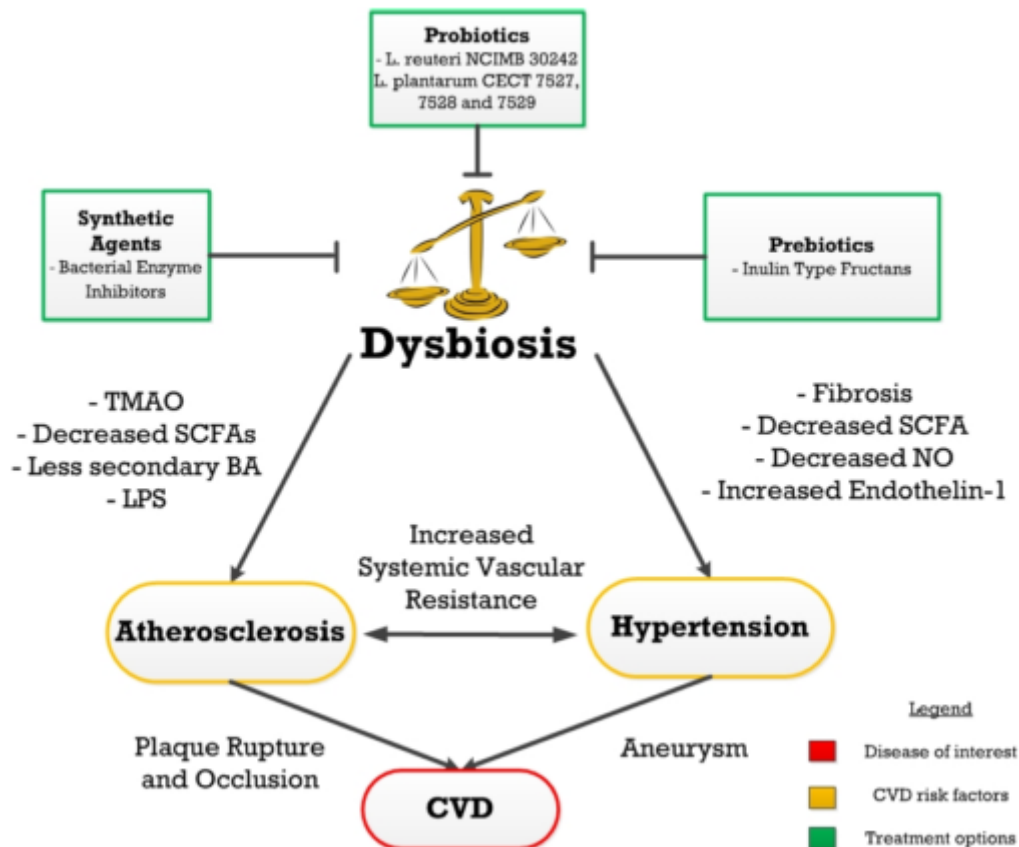 Probiotics
- L. reuteri NCIMB 30242
L. plantarum CECT 7527,
7528 and 7529
Synthetic
Agents
- Bacterial Enzyme
Inhibitors
Prebiotics
- Inulin Type Fructans
Dysbiosis
- TMAO
- Decreased SCFAs
- Less secondary BA
- LPS
- Fibrosis
- Decreased SCFA
- Decreased NO
- Increased Endothelin-1
Increased
Systemic Vascular
Resistance
Atherosclerosis
Hypertension
Plaque Rupture
and Occlusion
Aneurysm
CVD
Legend
Disease of interest
CVD risk factors
Treatment options